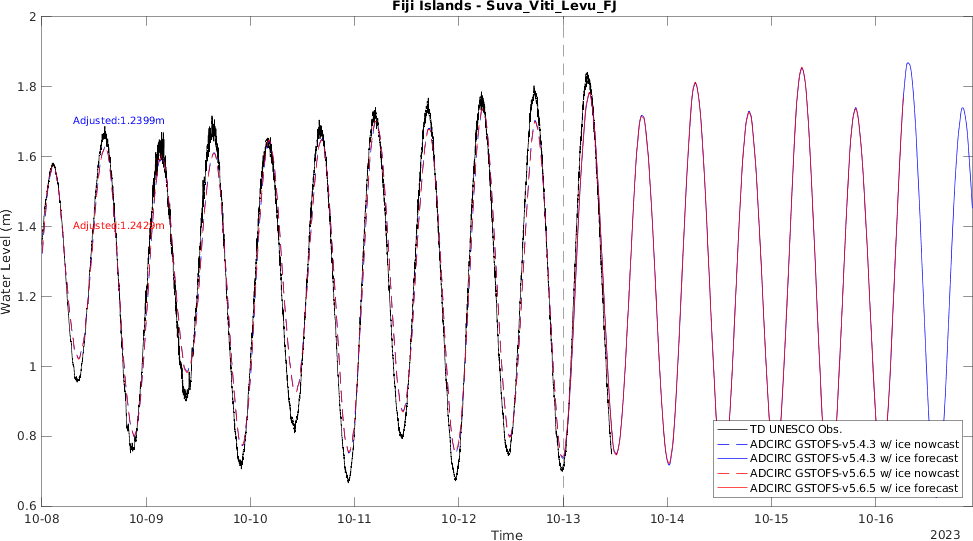 Fiji Islands - Suva_Viti_Levu_FJ
2
1.8
1.6
1.4
1.2
1
0.8
0.6
Water Level (m)
Adjusted:1.2399m
Adjusted:1.2429m
TD UNESCO Obs.
ADCIRC GSTOFS-v5.4.3 w/ ice nowcast
ADCIRC GSTOFS-v5.4.3 w/ ice forecast
ADCIRC GSTOFS-v5.6.5 w/ ice nowcast
ADCIRC GSTOFS-v5.6.5 w/ ice forecast
10-08 10-09 10-10 10-11 10-12 10-13 10-14 10-15 10-16
Time
2023